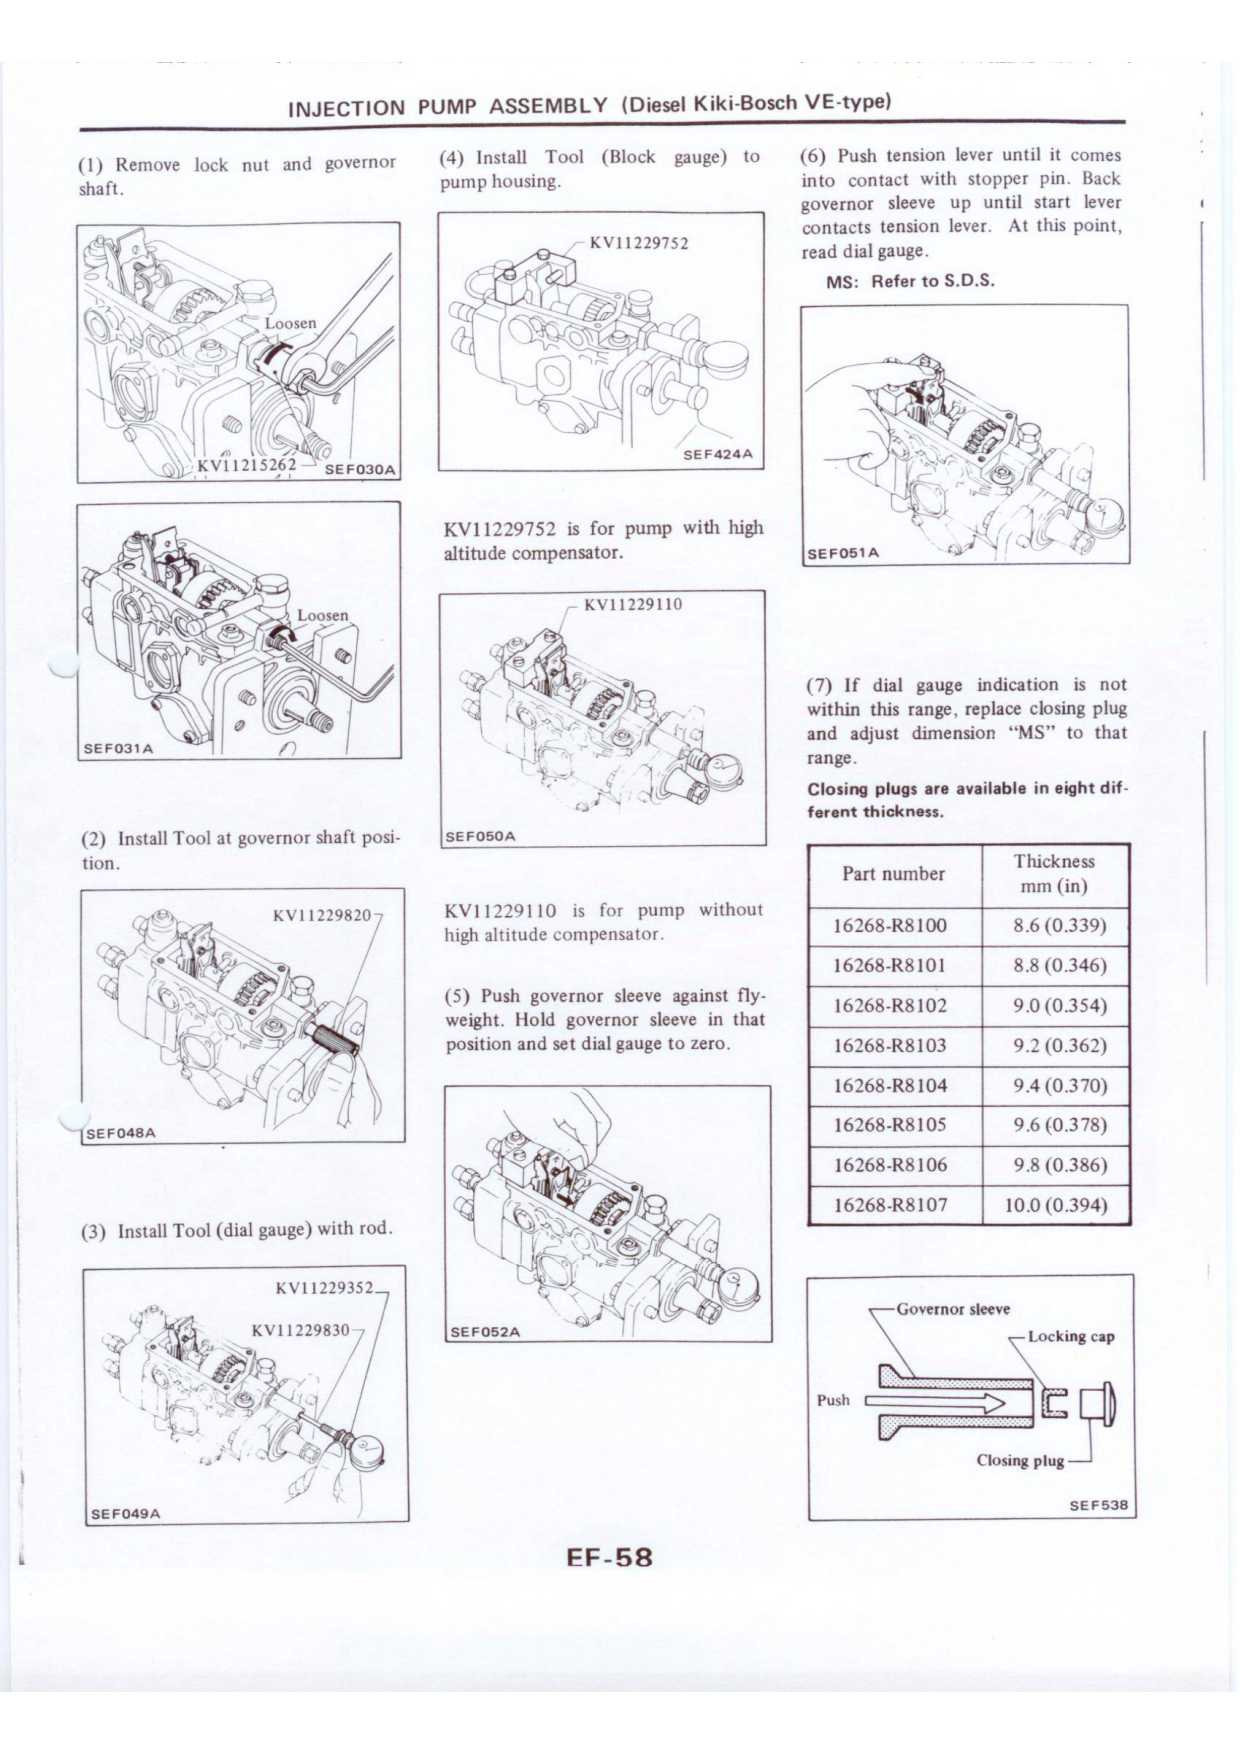 INJECTION PUMP ASSEMBLY (Diesel Kiki-Bosch VE-type)
(1) Remove lock nut and governor
shaft.
Loosen
KV11215262
SEF030A
Loosen
SEF031A
(2) Install Tool at governor shaft posi-
tion.
KV11229820
SEF048A
(3) Install Tool (dial gauge) with rod.
KV11229352
KV11229830
SEF049A
(4) Install Tool (Block gauge) to
pump housing.
KV11229752
SEF424A
KV11229752 is for pump with high
altitude compensator.
KV11229110
SEF050A
KV11229110 is for pump without
high altitude compensator.
(5) Push governor sleeve against fly-
weight. Hold governor sleeve in that
position and set dial gauge to zero.
SEF052A
(6) Push tension lever until it comes
into contact with stopper pin. Back
governor sleeve up until start lever
contacts tension lever. At this point,
read dial gauge.
MS: Refer to S.D.S.
SEF051A
(7) If dial gauge indication is not
within this range, replace closing plug
and adjust dimension “MS” to that
range.
Closing plugs are available in eight dif-
ferent thickness.
Part number Thickness
mm (in)
16268-R8100 8.6 (0.339)
16268-R8101 8.8 (0.346)
16268-R8102 9.0 (0.354)
16268-R8103 9.2 (0.362)
16268-R8104 9.4 (0.370)
16268-R8105 9.6 (0.378)
16268-R8106 9.8 (0.386)
16268-R8107 10.0 (0.394)
Governor sleeve
Locking cap
Push
Closing plug
SEF538
EF-58